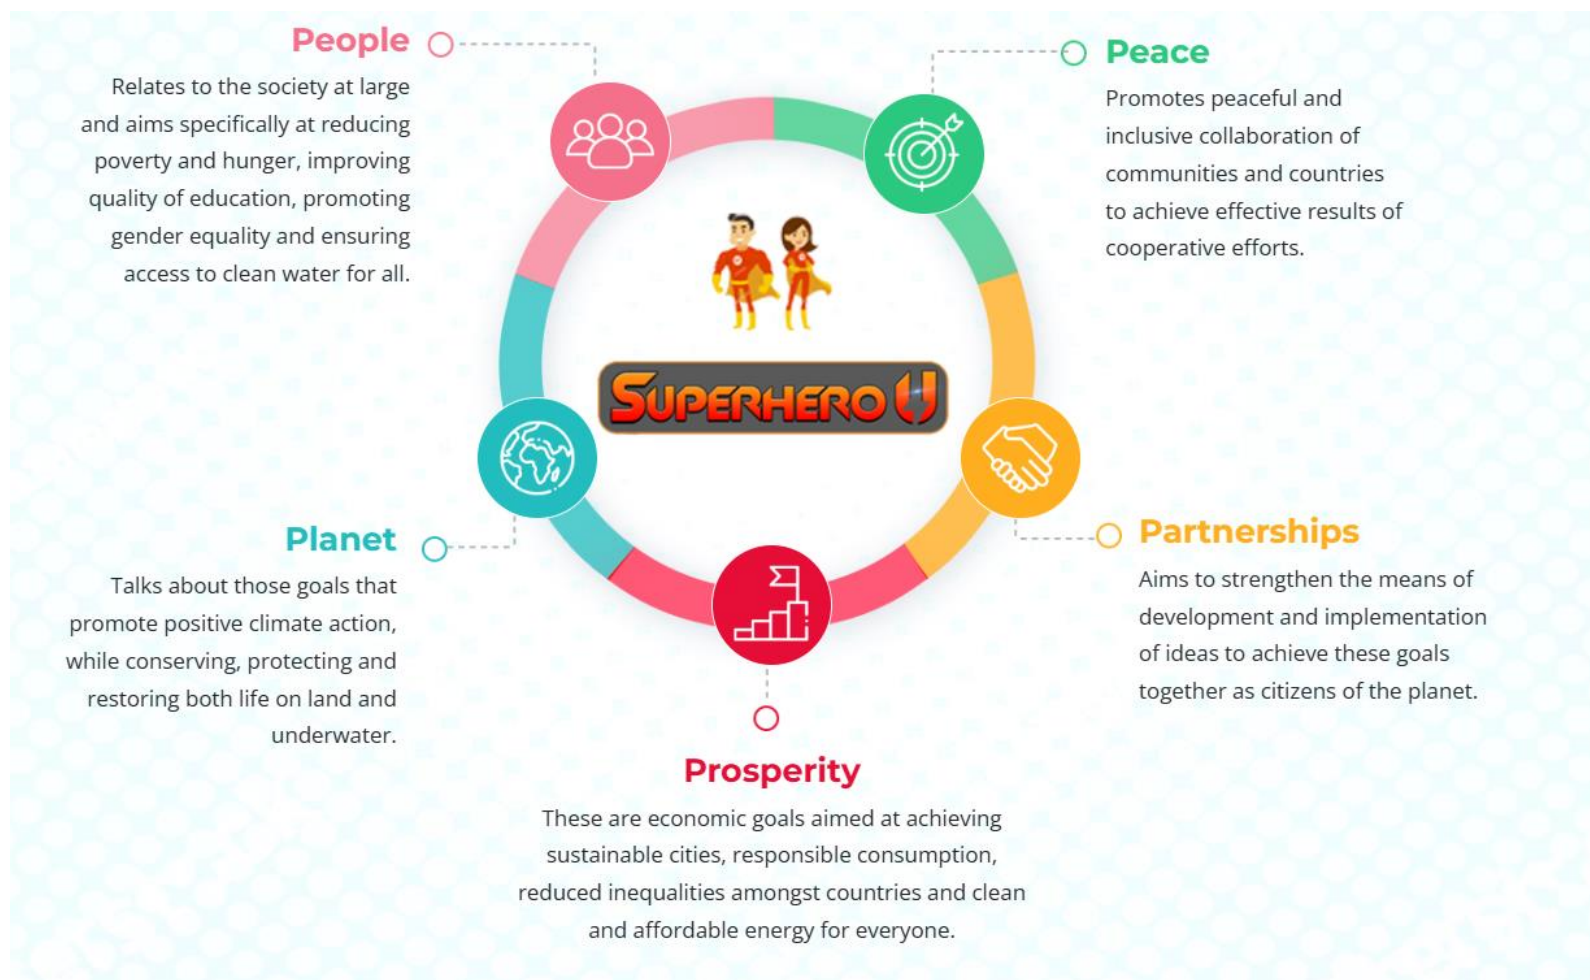 People
Relates to the society at large
and aims specifically at reducing
poverty and hunger, improving
quality of education, promoting
gender equality and ensuring
access to clean water for all.
Peace
Promotes peaceful and
inclusive collaboration of
communities and countries
to achieve effective results of
cooperative efforts.
SUPERHERO U
Planet
Talks about those goals that
promote positive climate action,
while conserving, protecting and
restoring both life on land and
underwater.
Partnerships
Aims to strengthen the means of
development and implementation
of ideas to achieve these goals
together as citizens of the planet.
Prosperity
These are economic goals aimed at achieving
sustainable cities, responsible consumption,
reduced inequalities amongst countries and clean
and affordable energy for everyone.